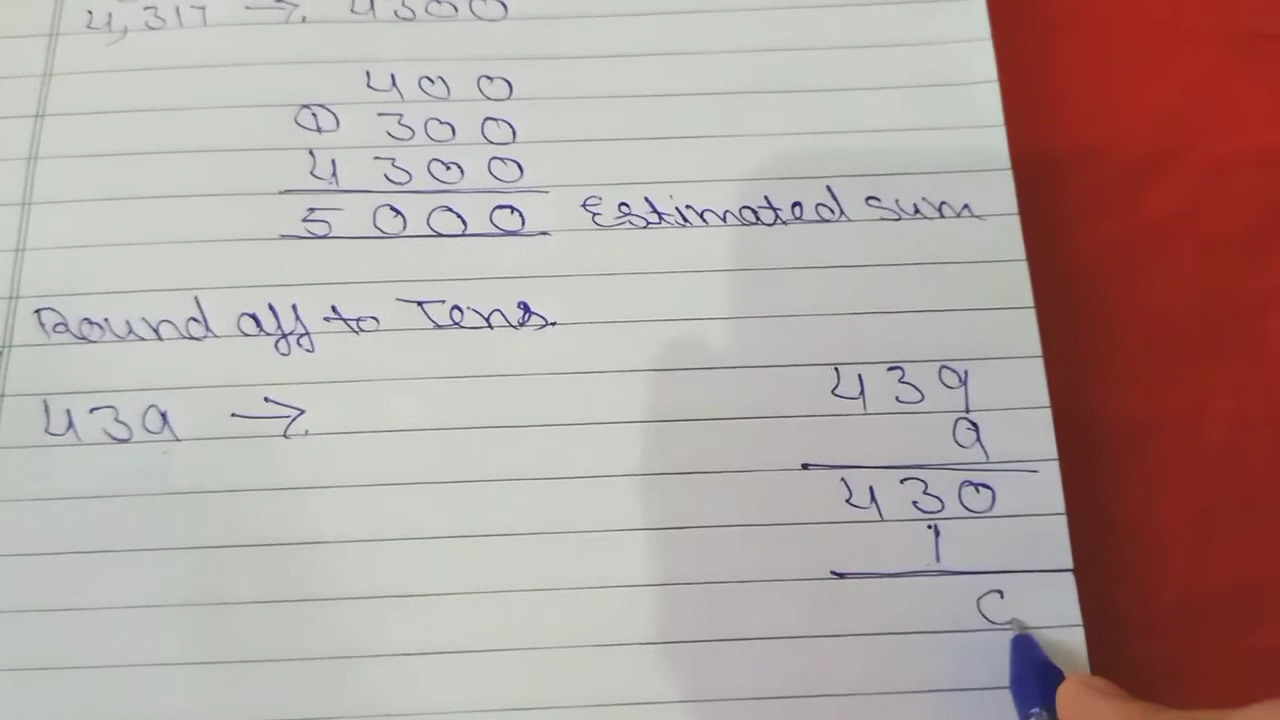 4,317 → 4300
400
① 300
4300
5000 Estimated sum
Round off to Tens.
439 →
439
9
430
1